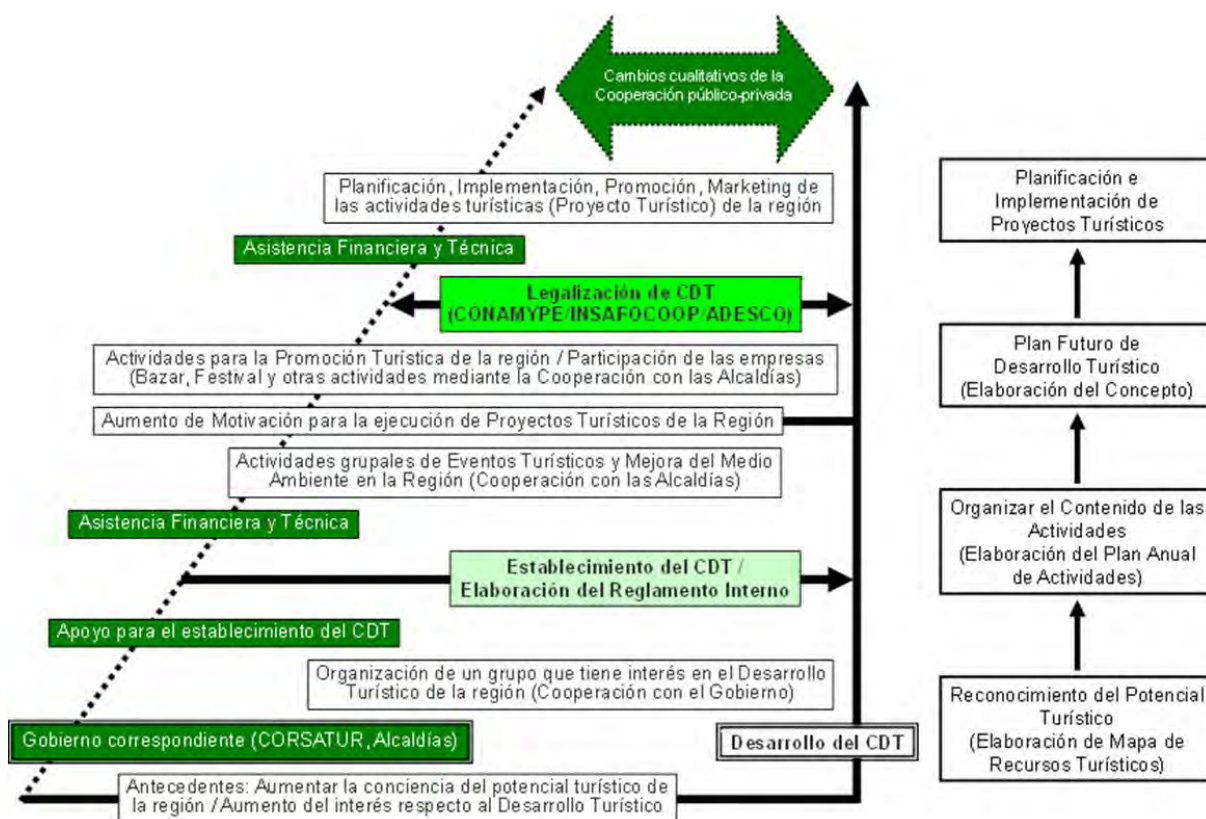 Cambios cualitativos de la
Cooperación público-privada
Planificación, Implementación, Promoción, Marketing de
las actividades turísticas (Proyecto Turístico) de la región
Asistencia Financiera y Técnica
Legalización de CDT
(CONAMYPE/INSAFOCOOP/ADESCO)
Actividades para la Promoción Turística de la región / Participación de las empresas
(Bazar, Festival y otras actividades mediante la Cooperación con las Alcaldías)
Aumento de Motivación para la ejecución de Proyectos Turísticos de la Región
Actividades grupales de Eventos Turísticos y Mejora del Medio
Ambiente en la Región (Cooperación con las Alcaldías)
Asistencia Financiera y Técnica
Establecimiento del CDT /
Elaboración del Reglamento Interno
Apoyo para el establecimiento del CDT
Organización de un grupo que tiene interés en el Desarrollo
Turístico de la región (Cooperación con el Gobierno)
Gobierno correspondiente (CORSATUR, Alcaldías)
Desarrollo del CDT
Antecedentes: Aumentar la conciencia del potencial turístico de
la región / Aumento del interés respecto al Desarrollo Turístico
Planificación e
Implementación de
Proyectos Turísticos
Plan Futuro de
Desarrollo Turístico
(Elaboración del Concepto)
Organizar el Contenido de las
Actividades
(Elaboración del Plan Anual
de Actividades)
Reconocimiento del Potencial
Turístico
(Elaboración de Mapa de
Recursos Turísticos)